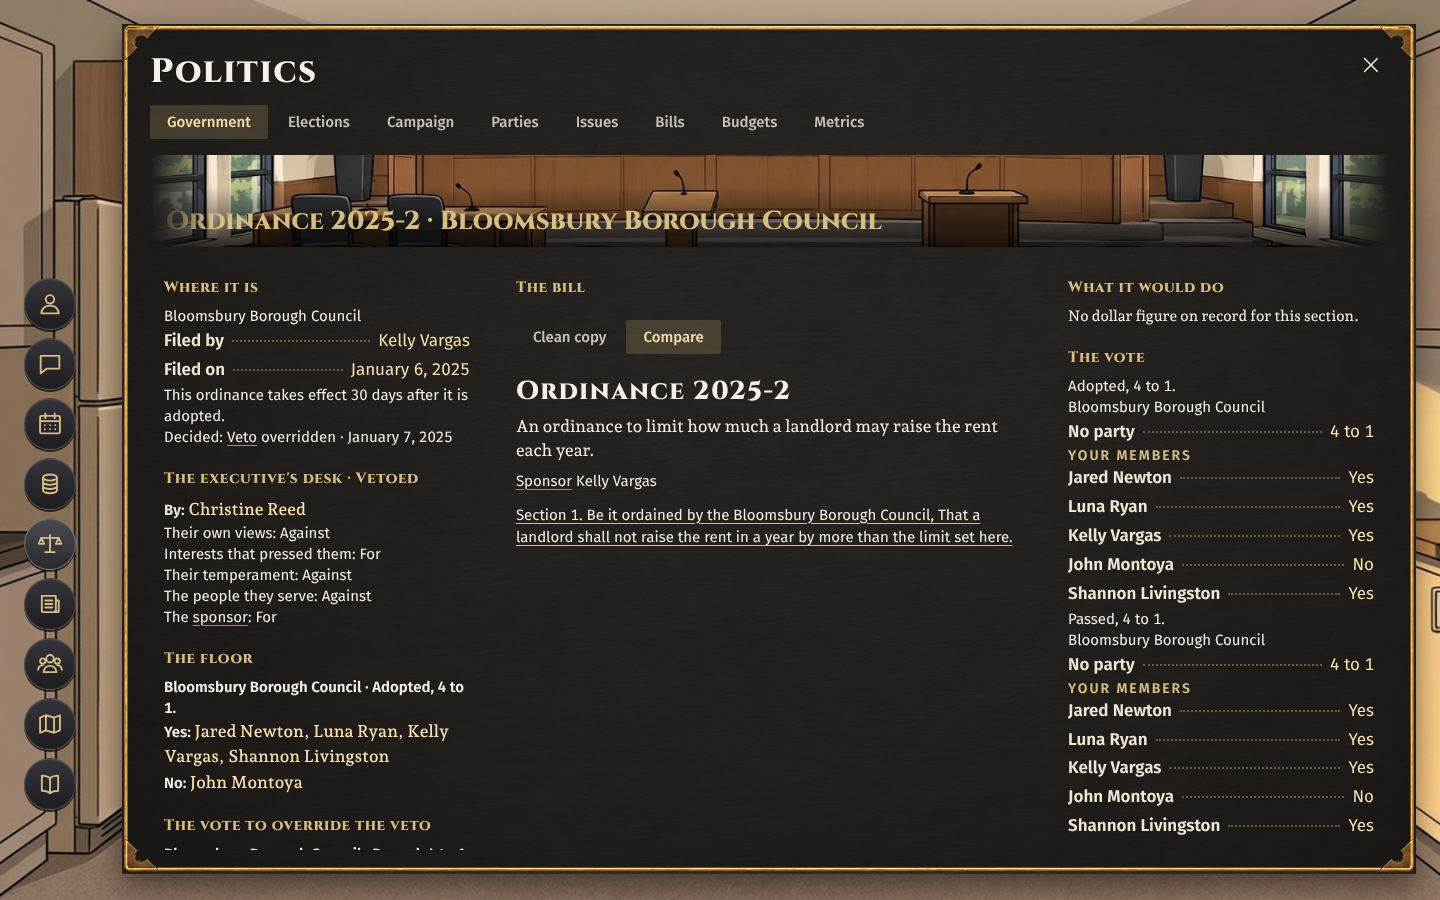 Politics
Government Elections Campaign Parties Issues Bills Budgets Metrics
Ordinance 2025-2 · Bloomsbury Borough Council
Where it is
Bloomsbury Borough Council
Filed by Kelly Vargas
Filed on January 6, 2025
This ordinance takes effect 30 days after it is
adopted.
Decided: Veto overridden · January 7, 2025
The executive's desk · Vetoed
By: Christine Reed
Their own views: Against
Interests that pressed them: For
Their temperament: Against
The people they serve: Against
The sponsor: For
The floor
Bloomsbury Borough Council · Adopted, 4 to
1.
Yes: Jared Newton, Luna Ryan, Kelly
Vargas, Shannon Livingston
No: John Montoya
The vote to override the veto
The bill
Clean copy Compare
Ordinance 2025-2
An ordinance to limit how much a landlord may raise the rent
each year.
Sponsor Kelly Vargas
Section 1. Be it ordained by the Bloomsbury Borough Council, That a
landlord shall not raise the rent in a year by more than the limit set here.
What it would do
No dollar figure on record for this section.
The vote
Adopted, 4 to 1.
Bloomsbury Borough Council
No party 4 to 1
YOUR MEMBERS
Jared Newton Yes
Luna Ryan Yes
Kelly Vargas Yes
John Montoya No
Shannon Livingston Yes
Passed, 4 to 1.
Bloomsbury Borough Council
No party 4 to 1
YOUR MEMBERS
Jared Newton Yes
Luna Ryan Yes
Kelly Vargas Yes
John Montoya No
Shannon Livingston Yes